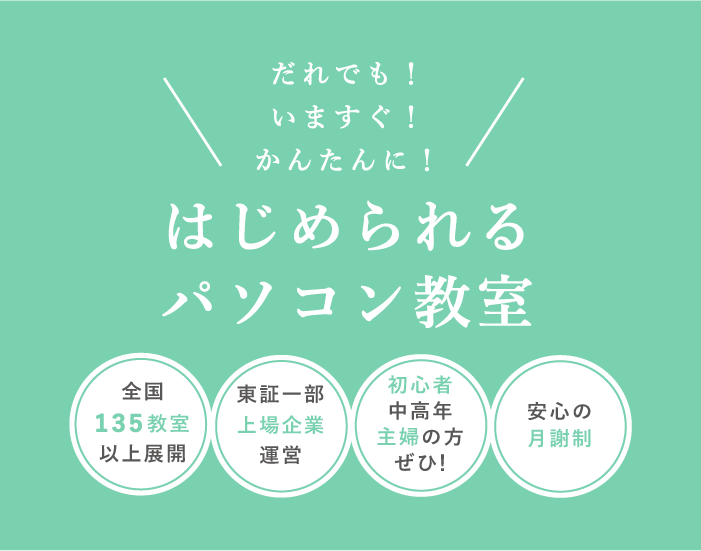 だれでも！
いますぐ！
かんたんに！
はじめられる
パソコン教室
全国
135教室
以上展開
東証一部
上場企業
運営
初心者
中高年
主婦の方
ぜひ!
安心の
月謝制